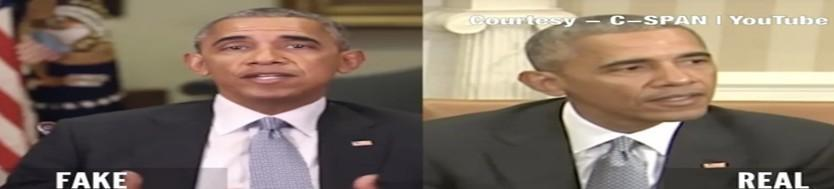 Courtesy – C–SPAN | YouTube
FAKE
REAL